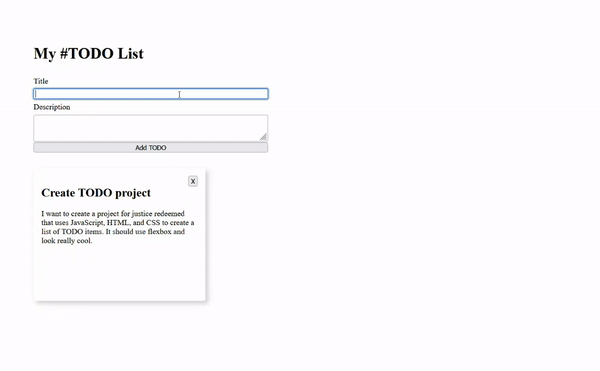 My #TODO List
Title
Description
Add TODO
X
Create TODO project
I want to create a project for justice redeemed
that uses JavaScript, HTML, and CSS to create a
list of TODO items. It should use flexbox and
look really cool.